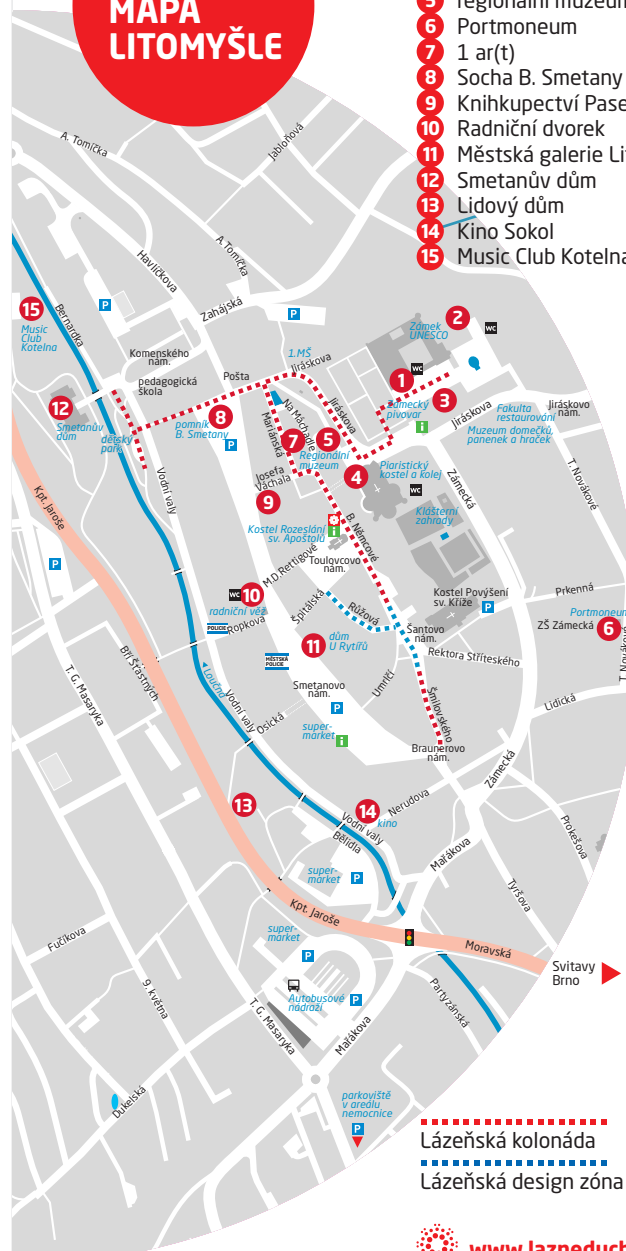 MAPA
LITOMYŠLE
5 regionální muzeum
6 Portmoneum
7 1 ar(t)
8 Socha B. Smetany
9 Knihkupectví
10 Radniční dvorek
11 Městská galerie
12 Smetanův dům
13 Lidový dům
14 Kino Sokol
15 Music Club Kotelna
A. Tomíčka
Jabloňová
A.Tomíčka
Havlíčkova
Zahájská
P
P
15
Music
Club
Kotelna
Bernardka
Komenského
nám.
pedagogická
škola
Pošta
1.MŠ
Jiráskova
Zámek
UNESCO
2
WC
WC
1
Zámecký
pivovar
3
i
Jiráskova
Jiráskova
Fakulta
restaurování
Jiráskovo
nám.
Muzeum domečků,
panenek a hraček
12
Smetanův
dům
dětský
park
8
pomník
B. Smetany
P
Na Máchadle
Mariánská
7
5
Regionální
muzeum
4
Piaristický
kostel a kolej
WC
Klášterní
zahrady
Zámecká
T. Novákové
Josefa
Váchala
9
Vodní valy
Kpt. Jaroše
Kostel Rozeslání
sv. Apoštolů
i
B. Němcové
Toulovcovo
nám.
M.D.Rettigové
P
WC
10
radniční věž
POLICIE
Ropkova
Špitálská
Růžová
Kostel Povýšení
sv. Kříže
P
Prkenná
Portmoneum
ZŠ Zámecká
6
T. Novákové
MĚSTSKÁ
POLICIE
11
dům
U Rytířů
Šantovo
nám.
Rektora Stříteského
T. G. Masaryka
Bří Šťastných
Loučná
Vodní valy
Osická
Smetanovo
nám.
P
super-
market
i
Umrlčí
Šmilovského
Braunerovo
nám.
Lidická
Zámecká
13
14
kino
Vodní valy
Bělidla
Nerudova
Mařákova
Prokešova
Tyršova
super-
market
P
Kpt. Jaroše
Moravská
Svitavy
Brno
Fučíkova
super-
market
P
9. května
Autobusové
nádraží
P
T. G. Masaryka
Mařákova
Partyzánská
Dukelská
parkoviště
v areálu
nemocnice
P
Lázeňská kolonáda
Lázeňská design zóna